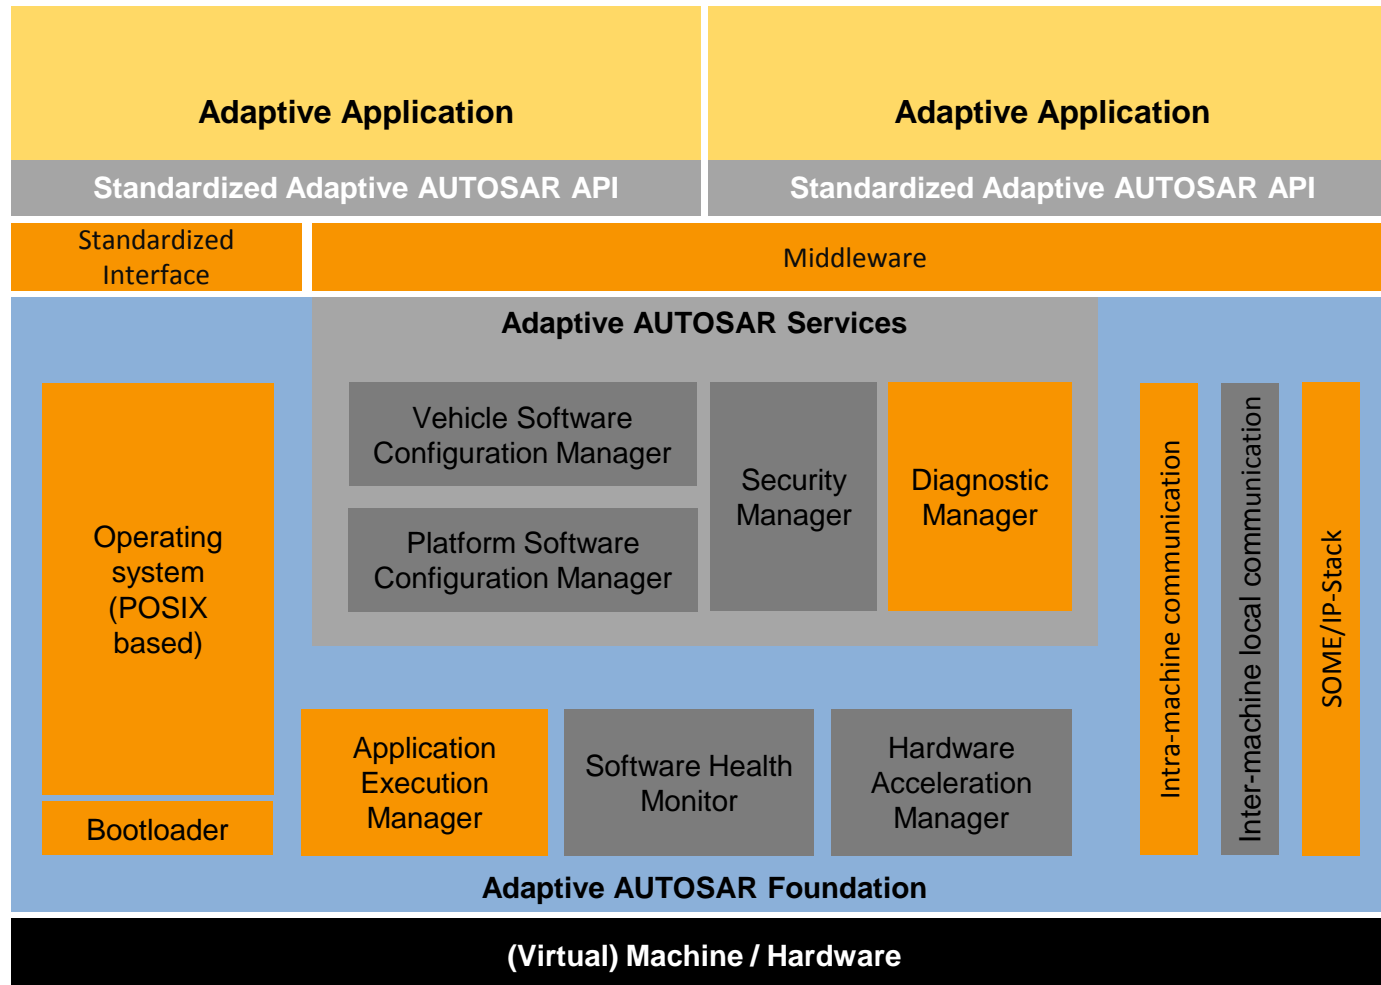 Adaptive Application
Adaptive Application
Standardized Adaptive AUTOSAR API
Standardized Adaptive AUTOSAR API
Standardized
Interface
Middleware
Adaptive AUTOSAR Services
Operating
system
(POSIX
based)
Bootloader
Vehicle Software
Configuration Manager
Platform Software
Configuration Manager
Security
Manager
Diagnostic
Manager
Application
Execution
Manager
Software Health
Monitor
Hardware
Acceleration
Manager
Intra-machine communication
Inter-machine local communication
SOME/IP-Stack
Adaptive AUTOSAR Foundation
(Virtual) Machine / Hardware